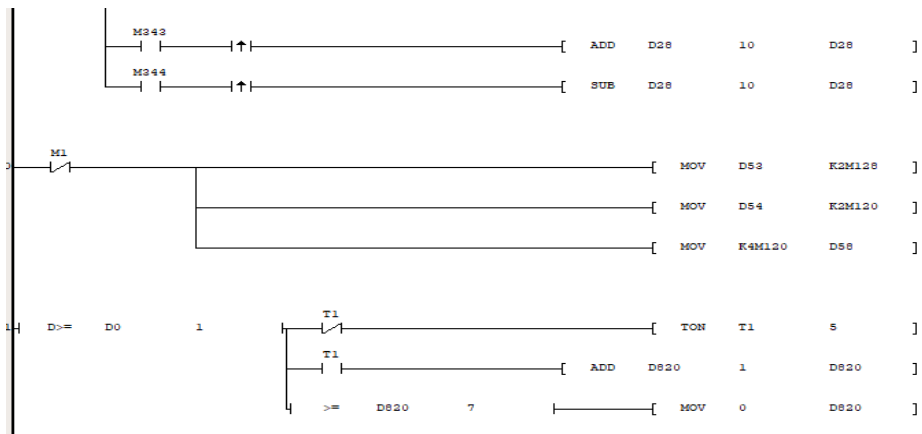 M343
ADD D28 10 D28
M344
SUB D28 10 D28
M1
MOV D53 K2M128
MOV D54 K2M120
MOV K4M120 D58
T1
D>= D0 1 TON T1 5
T1
ADD D820 1 D820
>= D820 7 MOV 0 D820